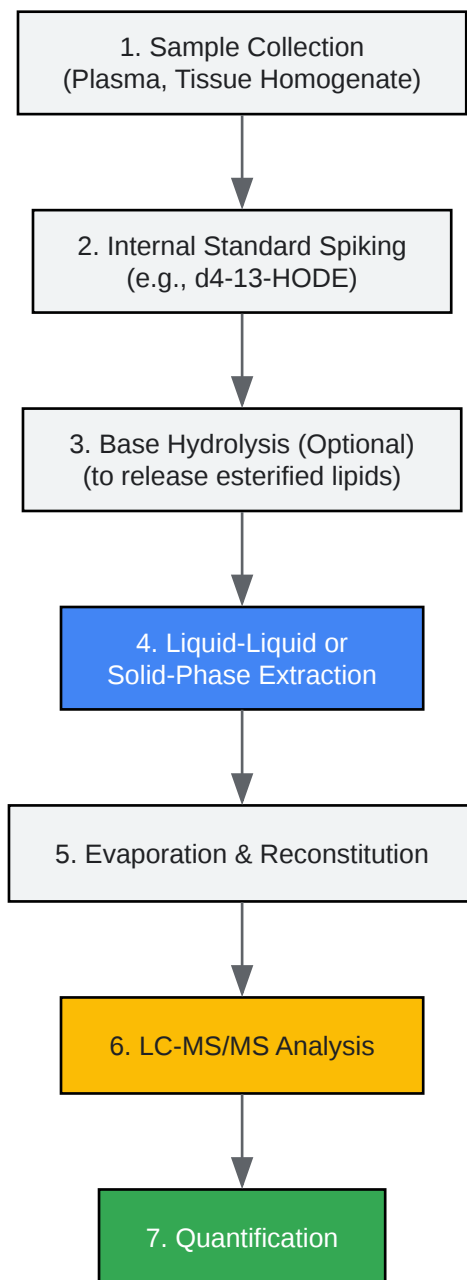 1. Sample Collection
(Plasma, Tissue Homogenate)
2. Internal Standard Spiking
(e.g., d4-13-HODE)
3. Base Hydrolysis (Optional)
(to release esterified lipids)
4. Liquid-Liquid or
Solid-Phase Extraction
5. Evaporation & Reconstitution
6. LC-MS/MS Analysis
7. Quantification